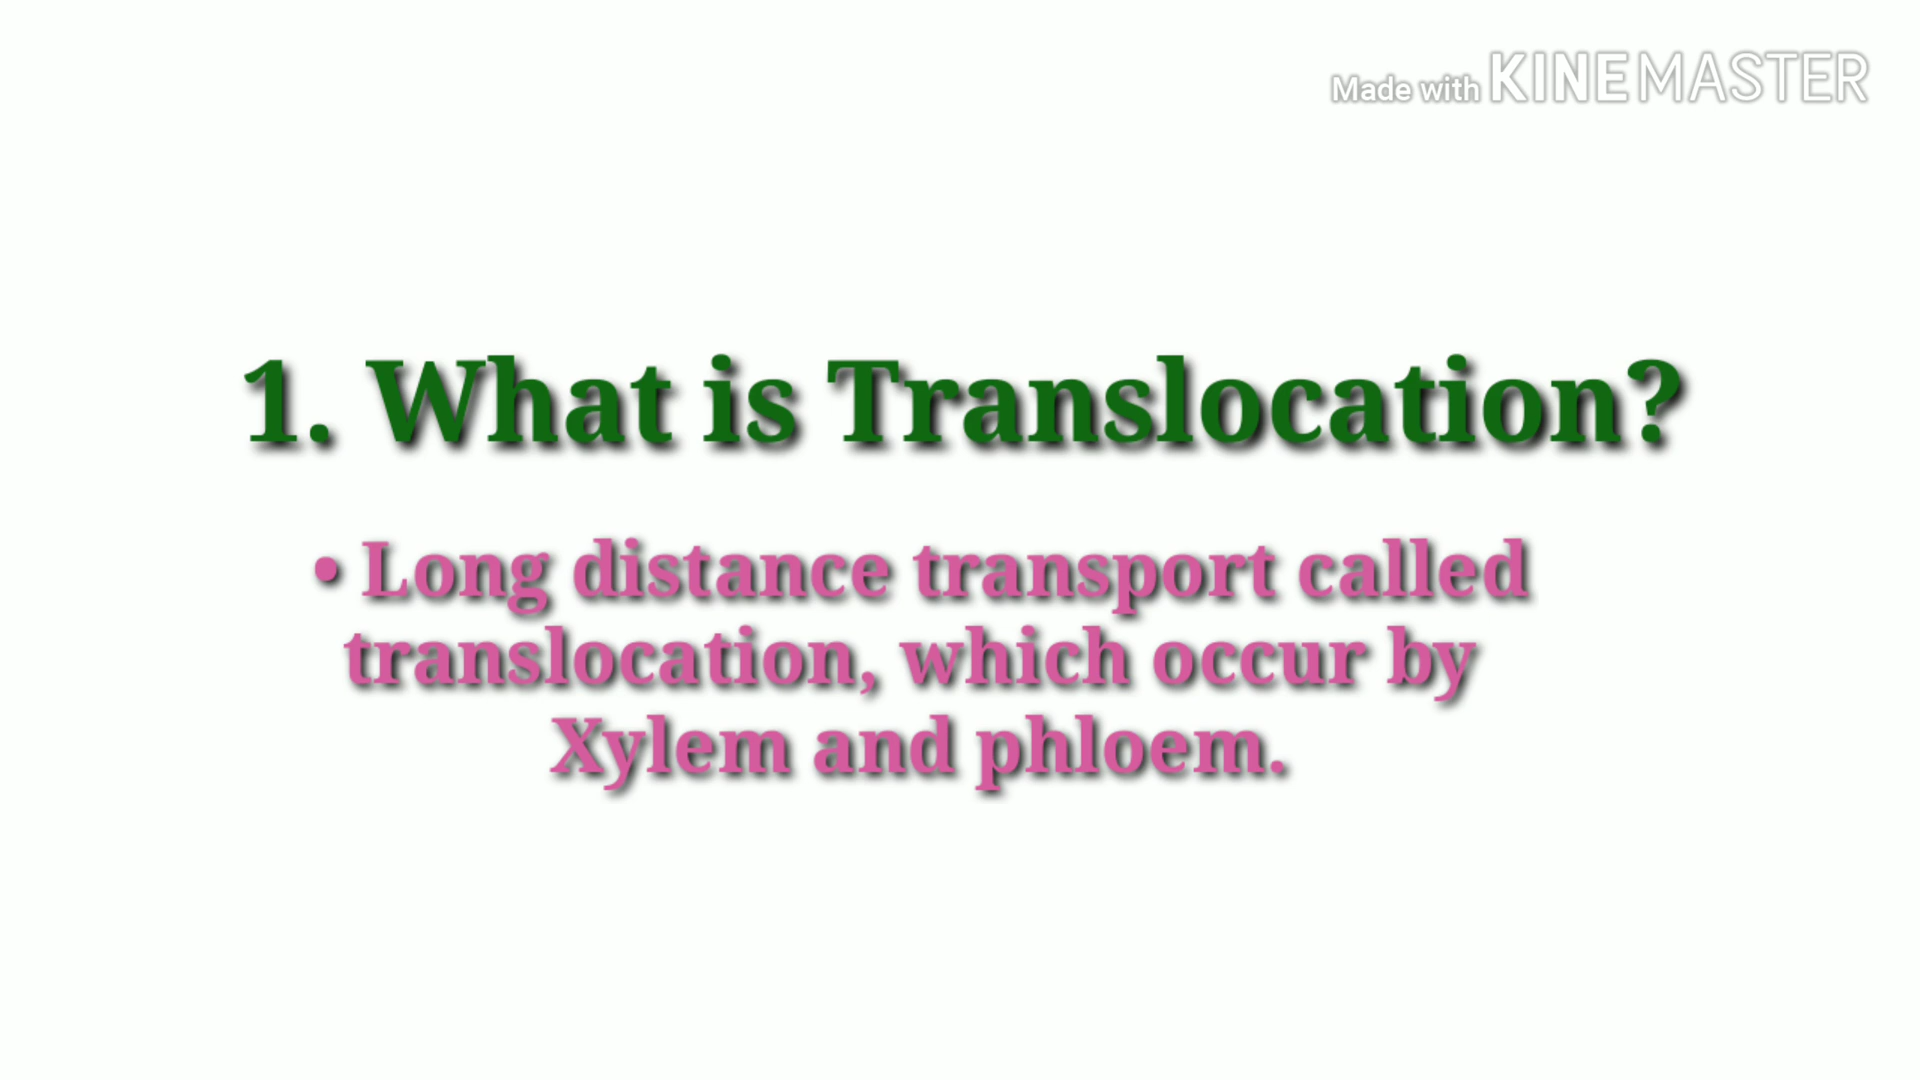 Made with KINEMASTER
1. What is Translocation?
• Long distance transport called
translocation, which occur by
Xylem and phloem.